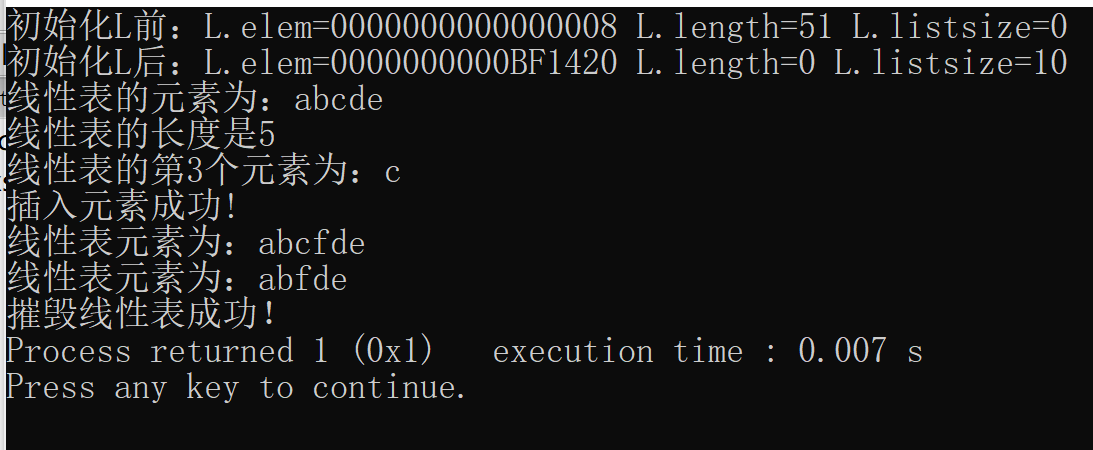 初始化L前：L.elem=0000000000000008 L.length=51 L.listsize=0
初始化L后：L.elem=0000000000BF1420 L.length=0 L.listsize=10
线性表的元素为：abcde
线性表的长度是5
线性表的第3个元素为：c
插入元素成功!
线性表元素为：abcfde
线性表元素为：abfde
摧毁线性表成功！
Process returned 1 (0x1)   execution time : 0.007 s
Press any key to continue.